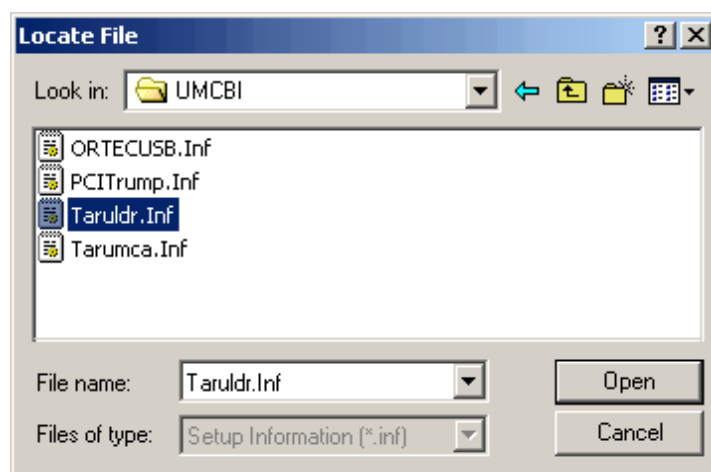 Locate File
Look in: UMCBI
ORTECUSB.Inf
PCITrump.Inf
Taruldr.Inf
Tarumca.Inf
File name: Taruldr.Inf Open
Files of type: Setup Information (*.inf) Cancel